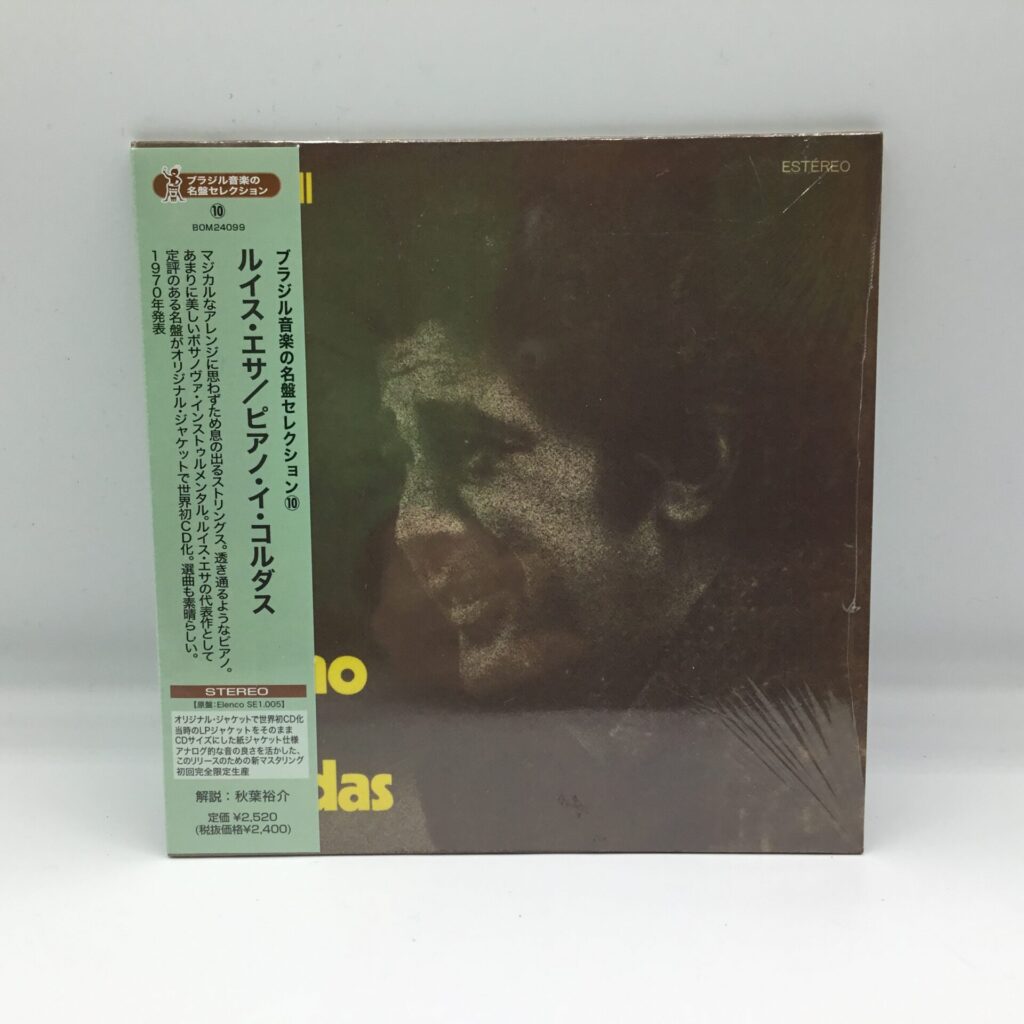 ブラジル音楽の
名盤セレクション
⑩
BOM24099
ブラジル音楽の名盤セレクション⑩
ルイス・エサ／ピアノ・イ・コルダス
マジカルなアレンジに思わずため息の出るストリングス。透き通るようなピアノ。
あまりに美しいボサノヴァ・インストゥルメンタル。ルイス・エサの代表作として
定評のある名盤がオリジナル・ジャケットで世界初CD化。選曲も素晴らしい。
1970年発表
STEREO
【原盤:Elenco SE1.005】
オリジナル・ジャケットで世界初CD化
当時のLPジャケットをそのまま
CDサイズにした紙ジャケット仕様
アナログ的な音の良さを活かした、
このリリースのための新マスタリング
初回完全限定生産
解説：秋葉裕介
定価 ¥2,520
(税抜価格¥2,400)
ESTÉREO
no
das